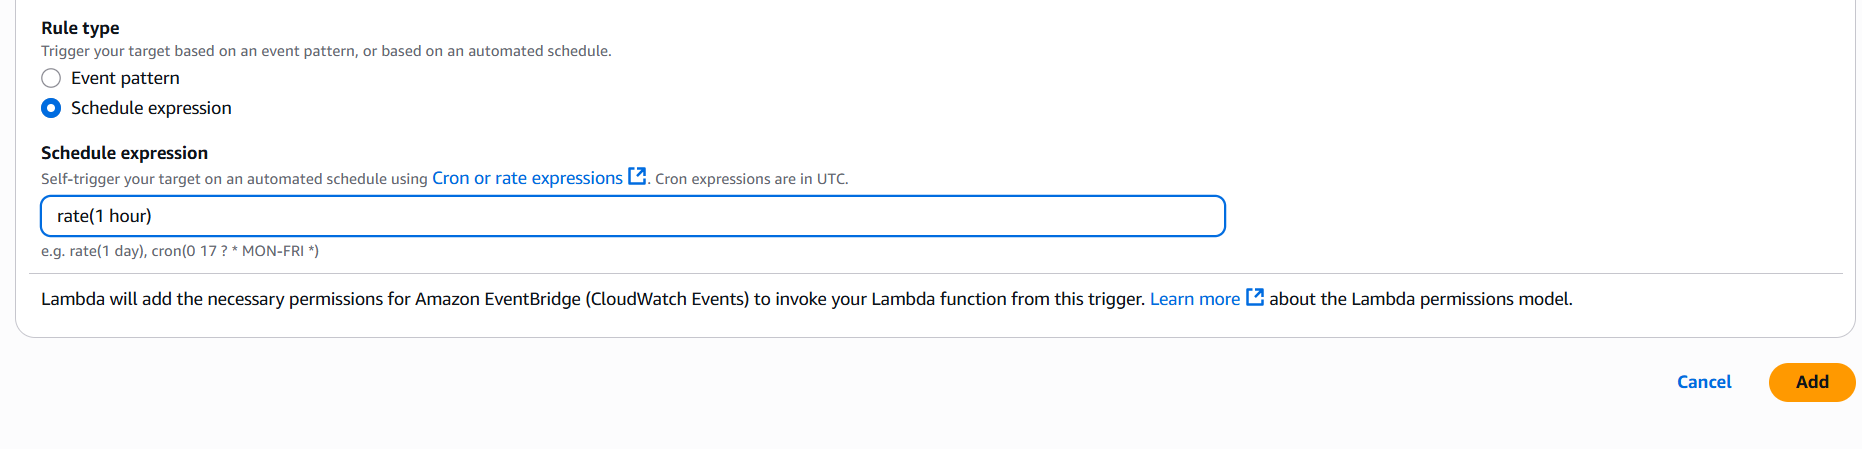 Rule type
Trigger your target based on an event pattern, or based on an automated schedule.
Event pattern
Schedule expression
Schedule expression
Self-trigger your target on an automated schedule using Cron or rate expressions. Cron expressions are in UTC.
rate(1 hour)
e.g. rate(1 day), cron(0 17 ? * MON-FRI *)
Lambda will add the necessary permissions for Amazon EventBridge (CloudWatch Events) to invoke your Lambda function from this trigger. Learn more about the Lambda permissions model.
Cancel Add